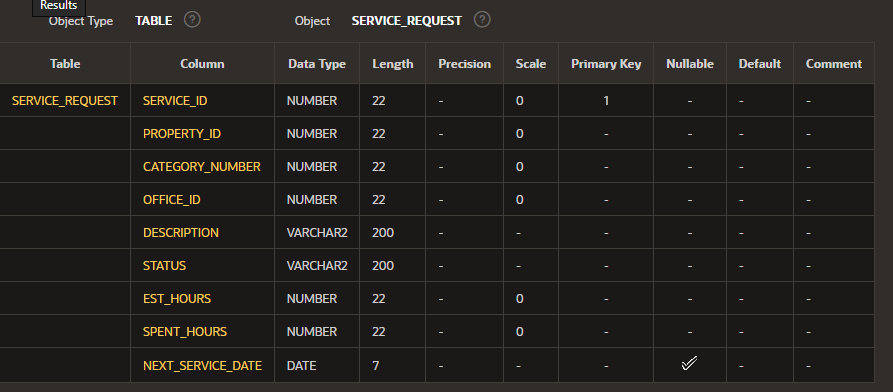 Results
Object Type TABLE ? Object SERVICE_REQUEST ?
Table Column Data Type Length Precision Scale Primary Key Nullable Default Comment
SERVICE_REQUEST SERVICE_ID NUMBER 22 - 0 1 - - -
PROPERTY_ID NUMBER 22 - 0 - - - -
CATEGORY_NUMBER NUMBER 22 - 0 - - - -
OFFICE_ID NUMBER 22 - 0 - - - -
DESCRIPTION VARCHAR2 200 - - - - - -
STATUS VARCHAR2 200 - - - - - -
EST_HOURS NUMBER 22 - 0 - - - -
SPENT_HOURS NUMBER 22 - 0 - - - -
NEXT_SERVICE_DATE DATE 7 - - - ✓ - -